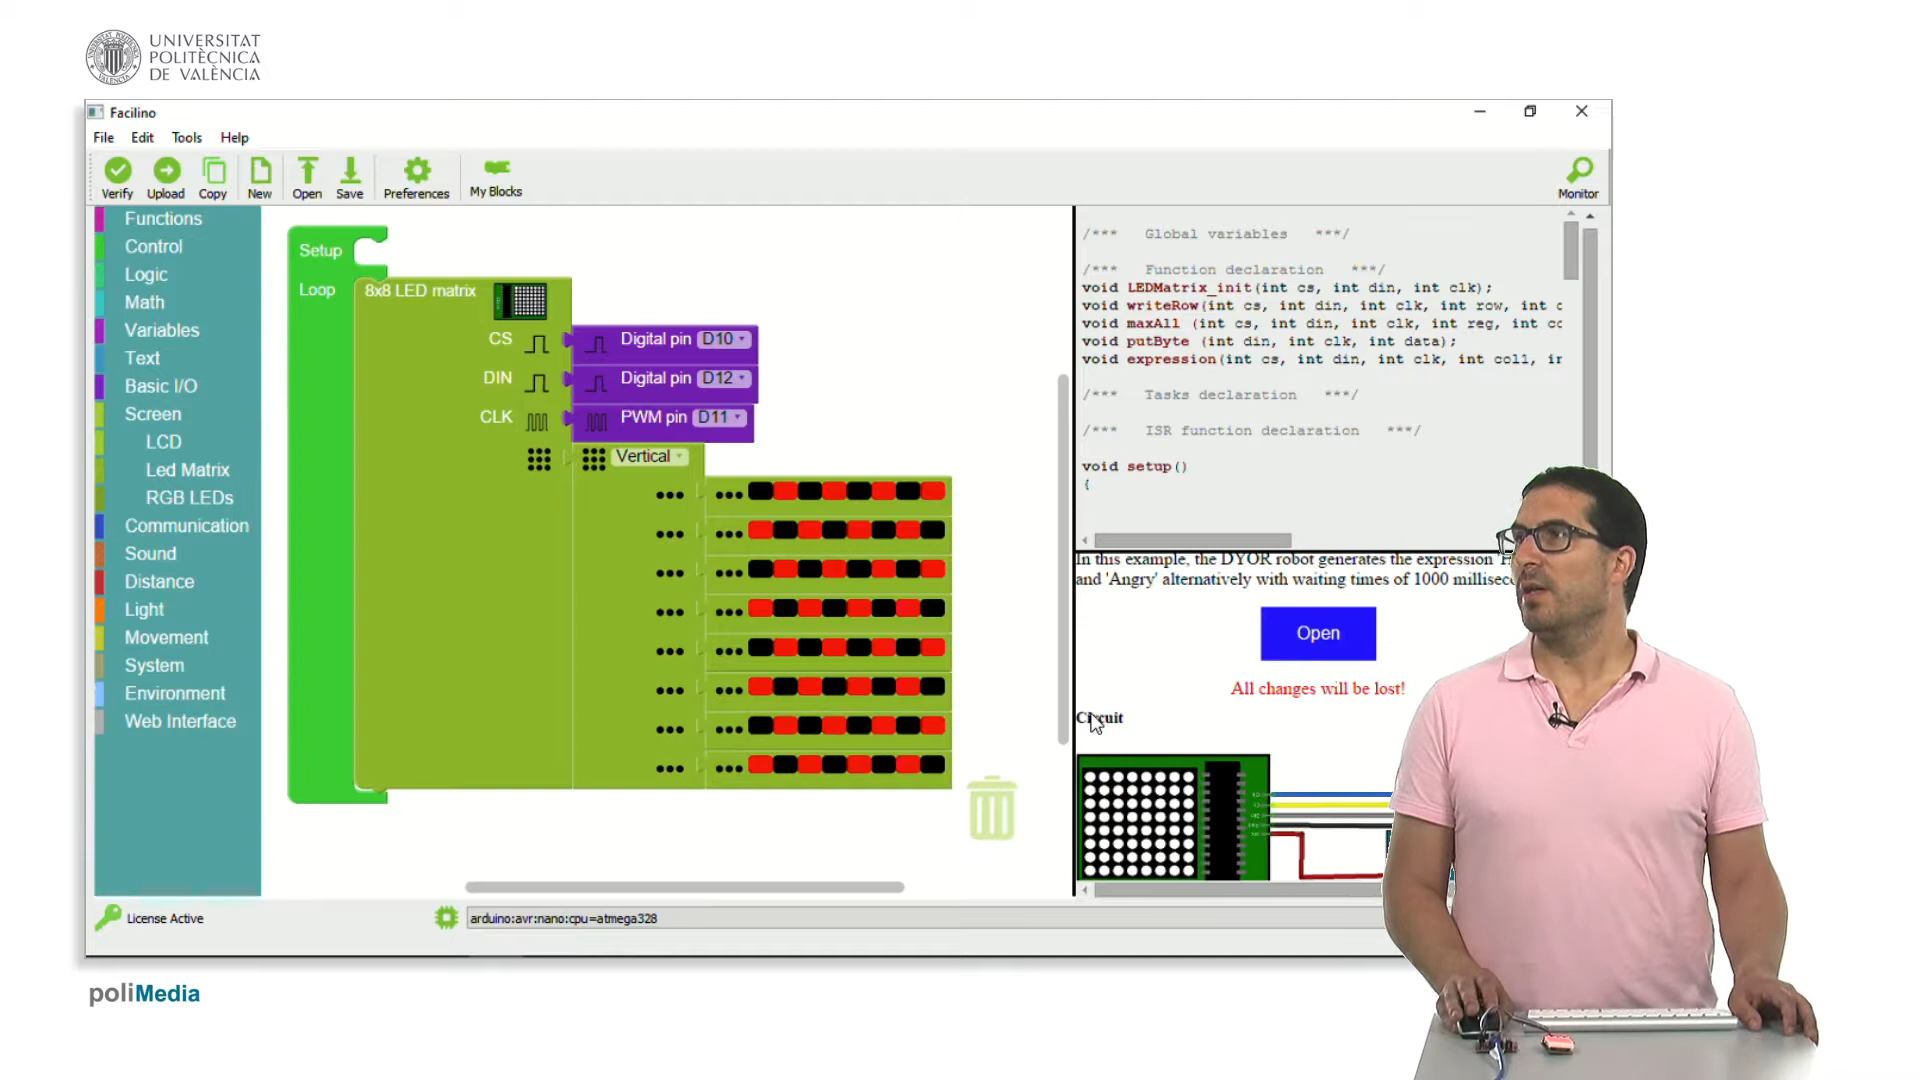 UNIVERSITAT
POLITÈCNICA
DE VALÈNCIA
Facilino
File Edit Tools Help
Verify Upload Copy New Open Save Preferences My Blocks Monitor
Functions
Control
Logic
Math
Variables
Text
Basic I/O
Screen
LCD
Led Matrix
RGB LEDs
Communication
Sound
Distance
Light
Movement
System
Environment
Web Interface
Setup
Loop
8x8 LED matrix
CS
Digital pin D10
DIN
Digital pin D12
CLK
PWM pin D11
Vertical
/*** Global variables ***/
/*** Function declaration ***/
void LEDMatrix_init(int cs, int din, int clk);
void writeRow(int cs, int din, int clk, int row, int c
void maxAll (int cs, int din, int clk, int reg, int cc
void putByte (int din, int clk, int data);
void expression(int cs, int din, int clk, int col1, ir
/*** Tasks declaration ***/
/*** ISR function declaration ***/
void setup()
{
In this example, the DYOR robot generates the expression
and 'Angry' alternatively with waiting times of 1000 millisec
Open
All changes will be lost!
Circuit
License Active
arduino:avr:nano:cpu=atmega328
poliMedia